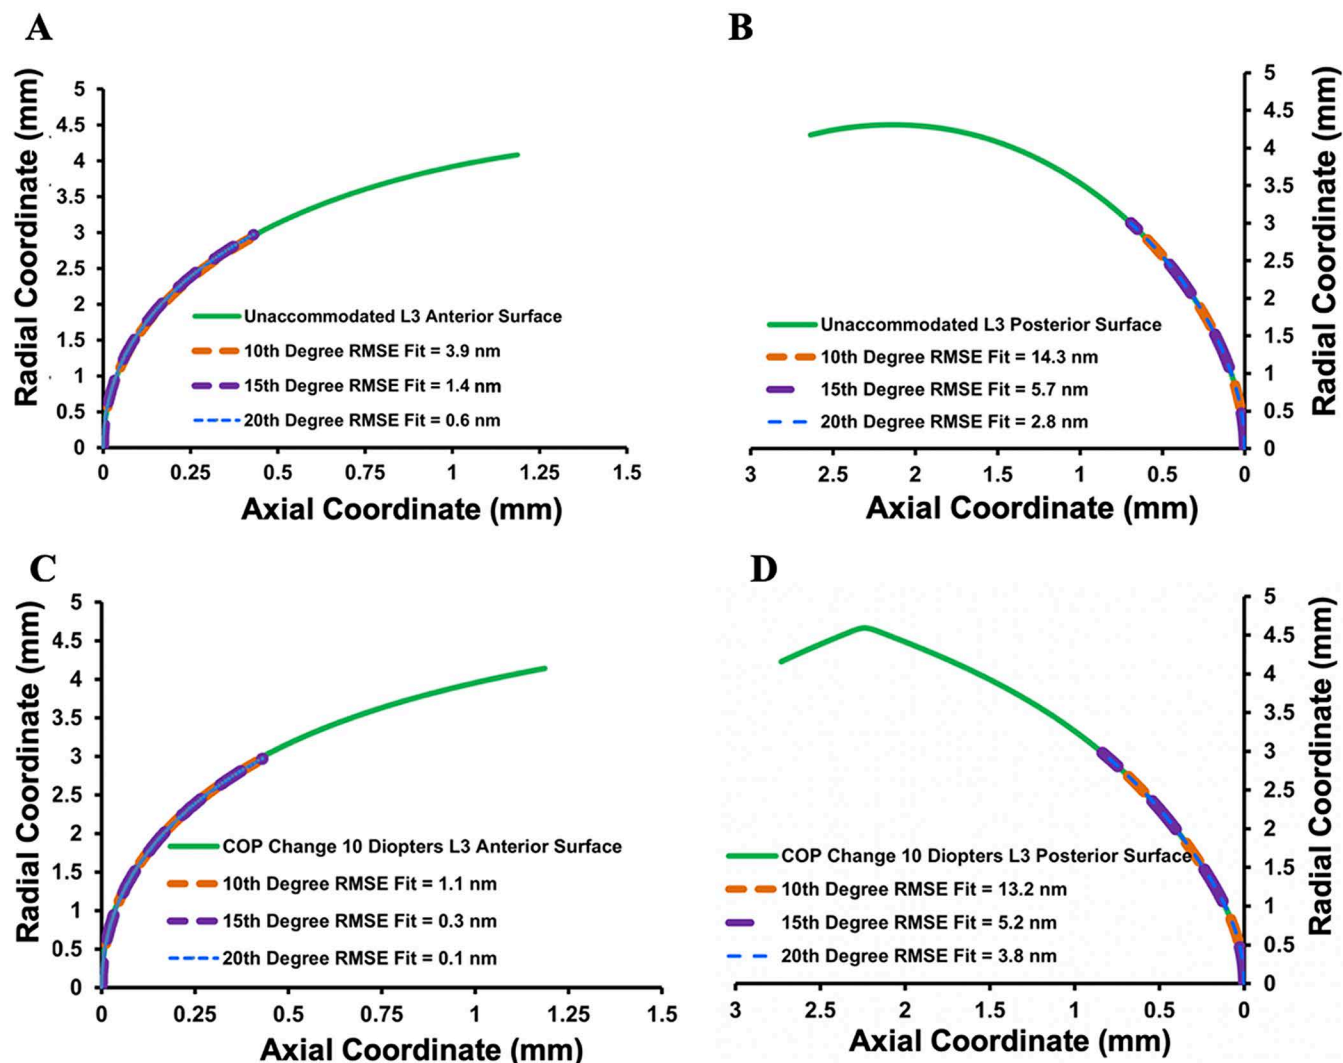 A
Radial Coordinate (mm)
5
4.5
4
3.5
3
2.5
2
1.5
1
0.5
0
Unaccommodated L3 Anterior Surface
10th Degree RMSE Fit = 3.9 nm
15th Degree RMSE Fit = 1.4 nm
20th Degree RMSE Fit = 0.6 nm
0 0.25 0.5 0.75 1 1.25 1.5
Axial Coordinate (mm)
B
Radial Coordinate (mm)
5
4.5
4
3.5
3
2.5
2
1.5
1
0.5
0
Unaccommodated L3 Posterior Surface
10th Degree RMSE Fit = 14.3 nm
15th Degree RMSE Fit = 5.7 nm
20th Degree RMSE Fit = 2.8 nm
3 2.5 2 1.5 1 0.5 0
Axial Coordinate (mm)
C
Radial Coordinate (mm)
5
4.5
4
3.5
3
2.5
2
1.5
1
0.5
0
COP Change 10 Diopters L3 Anterior Surface
10th Degree RMSE Fit = 1.1 nm
15th Degree RMSE Fit = 0.3 nm
20th Degree RMSE Fit = 0.1 nm
0 0.25 0.5 0.75 1 1.25 1.5
Axial Coordinate (mm)
D
Radial Coordinate (mm)
5
4.5
4
3.5
3
2.5
2
1.5
1
0.5
0
COP Change 10 Diopters L3 Posterior Surface
10th Degree RMSE Fit = 13.2 nm
15th Degree RMSE Fit = 5.2 nm
20th Degree RMSE Fit = 3.8 nm
3 2.5 2 1.5 1 0.5 0
Axial Coordinate (mm)